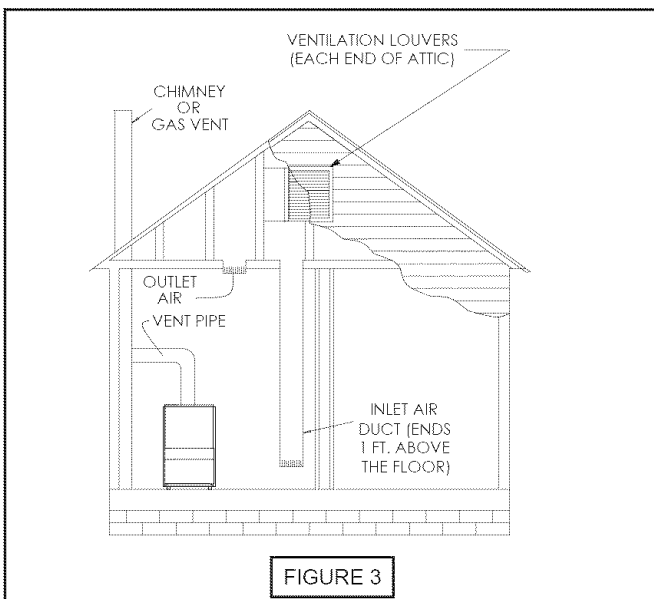 VENTILATION LOUVERS
(EACH END OF ATTIC)
CHIMNEY
OR
GAS VENT
OUTLET
AIR
VENT PIPE
INLET AIR
DUCT (ENDS
1 FT. ABOVE
THE FLOOR)
FIGURE 3